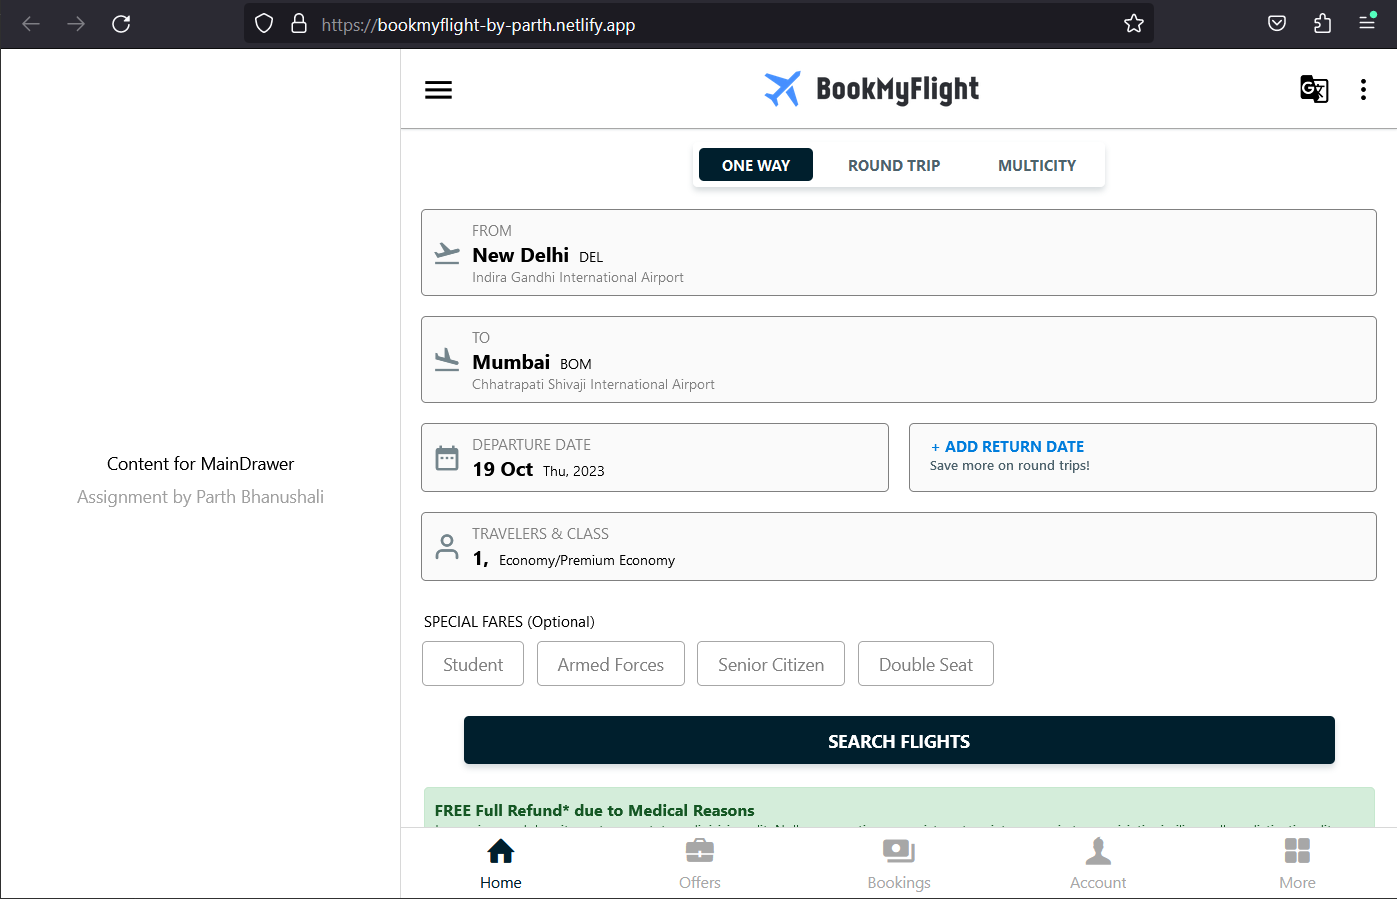 https://bookmyflight-by-parth.netlify.app
BookMyFlight
ONE WAY
ROUND TRIP
MULTICITY
FROM
New Delhi DEL
Indira Gandhi International Airport
TO
Mumbai BOM
Chhatrapati Shivaji International Airport
DEPARTURE DATE
19 Oct Thu, 2023
+ ADD RETURN DATE
Save more on round trips!
TRAVELERS & CLASS
1, Economy/Premium Economy
Content for MainDrawer
Assignment by Parth Bhanushali
SPECIAL FARES (Optional)
Student
Armed Forces
Senior Citizen
Double Seat
SEARCH FLIGHTS
FREE Full Refund* due to Medical Reasons
Home
Offers
Bookings
Account
More